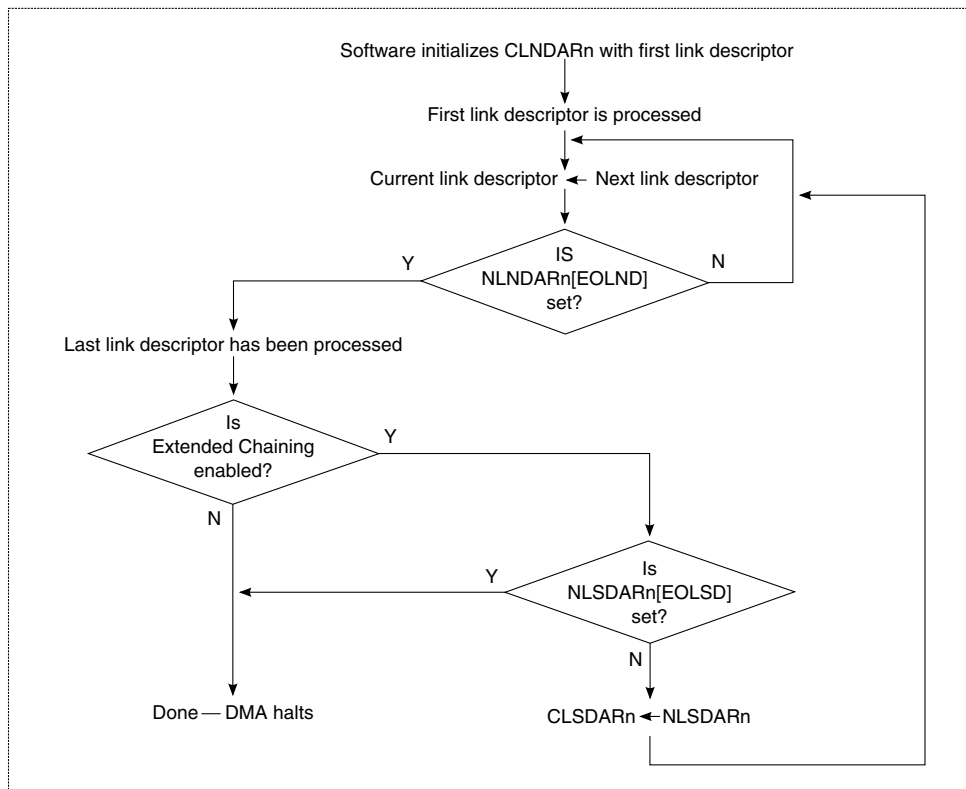 Software initializes CLNDARn with first link descriptor
First link descriptor is processed
Current link descriptor Next link descriptor
IS
NLNDARn[EOLND]
set?
Y
N
Last link descriptor has been processed
Is
Extended Chaining
enabled?
Y
N
Is
NLSDARn[EOLSD]
set?
Y
N
Done — DMA halts
CLSDARn NLSDARn